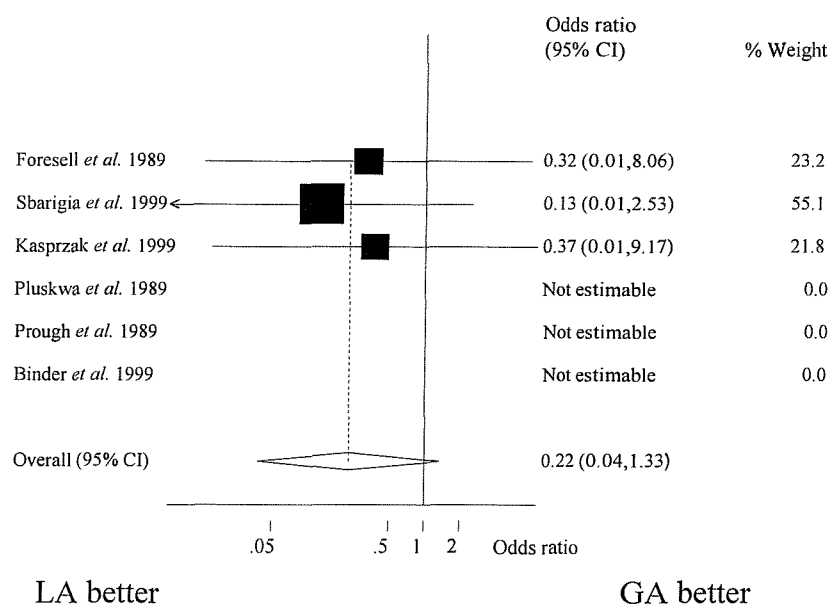 Odds ratio
(95% CI) % Weight
Foresell et al. 1989 0.32 (0.01,8.06) 23.2
Sbarigia et al. 1999 0.13 (0.01,2.53) 55.1
Kasprzak et al. 1999 0.37 (0.01,9.17) 21.8
Pluskwa et al. 1989 Not estimable 0.0
Prough et al. 1989 Not estimable 0.0
Binder et al. 1999 Not estimable 0.0
Overall (95% CI) 0.22 (0.04,1.33)
.05 .5 1 2 Odds ratio
LA better GA better